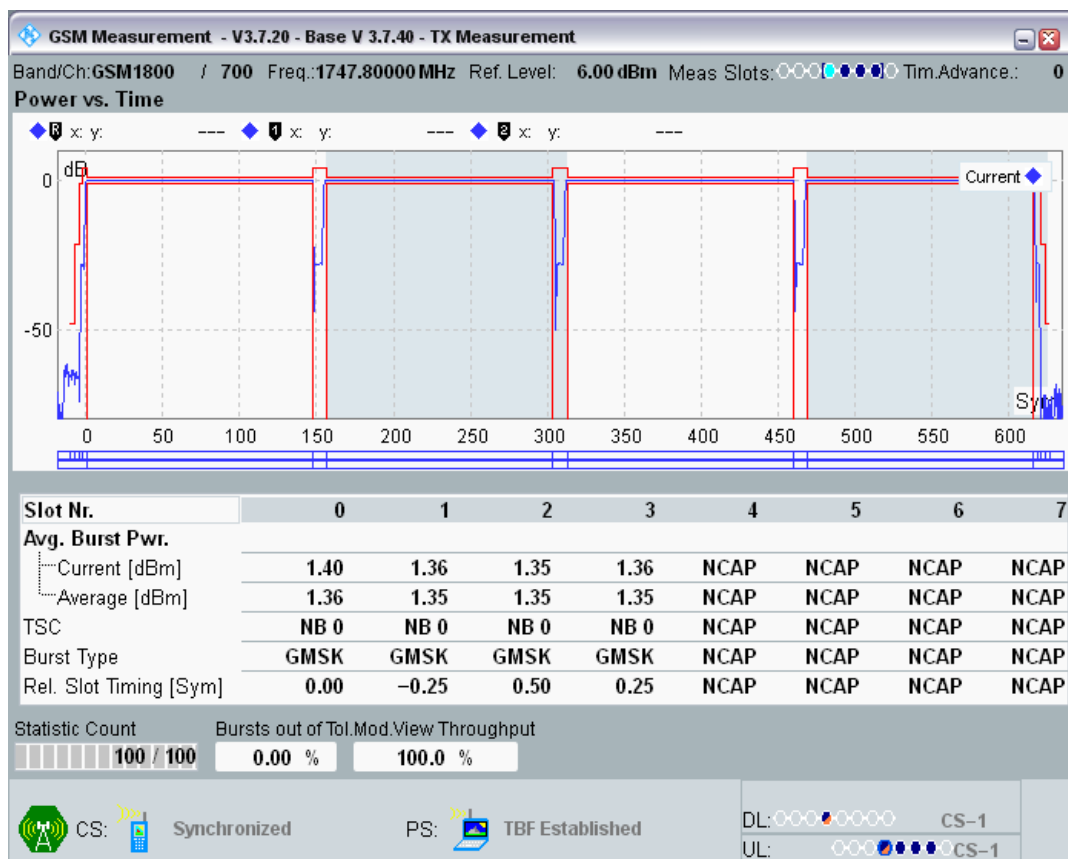 GSM Measurement - V3.7.20 - Base V 3.7.40 - TX Measurement
Band/Ch:GSM1800 / 700 Freq.:1747.80000 MHz Ref. Level: 6.00 dBm Meas Slots: Tim.Advance.: 0
Power vs. Time
R x: y: --- 1 x: y: --- 2 x: y: ---
dB
Current
0
-50
Sym
0 50 100 150 200 250 300 350 400 450 500 550 600
Slot Nr. 0 1 2 3 4 5 6 7
Avg. Burst Pwr.
Current [dBm] 1.40 1.36 1.35 1.36 NCAP NCAP NCAP NCAP
Average [dBm] 1.36 1.35 1.35 1.35 NCAP NCAP NCAP NCAP
TSC NB 0 NB 0 NB 0 NB 0 NCAP NCAP NCAP NCAP
Burst Type GMSK GMSK GMSK GMSK NCAP NCAP NCAP NCAP
Rel. Slot Timing [Sym] 0.00 −0.25 0.50 0.25 NCAP NCAP NCAP NCAP
Statistic Count Bursts out of Tol. Mod.View Throughput
100 / 100 0.00 % 100.0 %
CS: Synchronized PS: TBF Established DL: CS−1
UL: CS−1